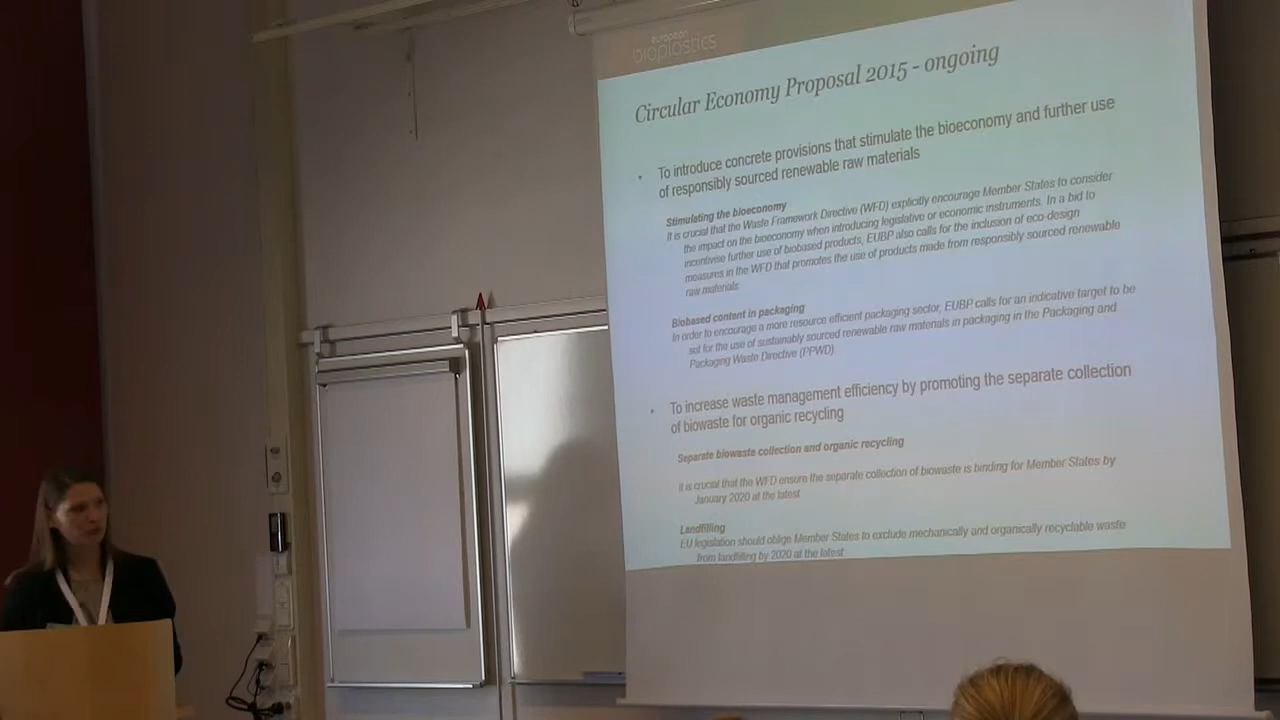 european
bioplastics
Circular Economy Proposal 2015 - ongoing
• To introduce concrete provisions that stimulate the bioeconomy and further use
of responsibly sourced renewable raw materials
Stimulating the bioeconomy
It is crucial that the Waste Framework Directive (WFD) explicitly encourage Member States to consider
the impact on the bioeconomy when introducing legislative or economic instruments. In a bid to
incentivise further use of biobased products, EUBP also calls for the inclusion of eco-design
measures in the WFD that promotes the use of products made from responsibly sourced renewable
raw materials.
Biobased content in packaging
In order to encourage a more resource efficient packaging sector, EUBP calls for an indicative target to be
set for the use of sustainably sourced renewable raw materials in packaging in the Packaging and
Packaging Waste Directive (PPWD).
• To increase waste management efficiency by promoting the separate collection
of biowaste for organic recycling
Separate biowaste collection and organic recycling
It is crucial that the WFD ensure the separate collection of biowaste is binding for Member States by
January 2020 at the latest
Landfilling
EU legislation should oblige Member States to exclude mechanically and organically recyclable waste
from landfilling by 2020 at the latest